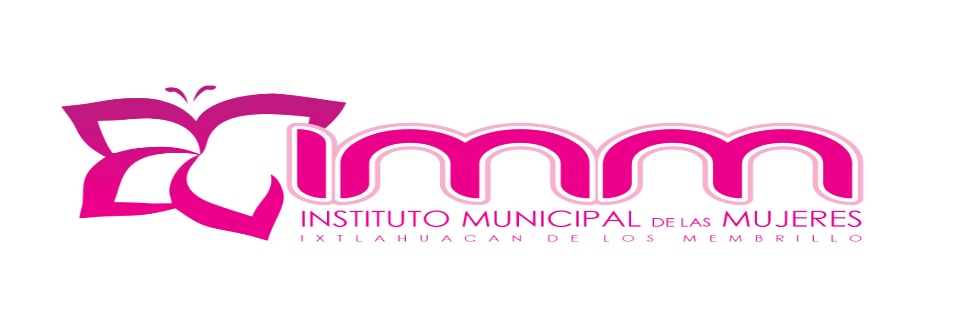 imm
INSTITUTO MUNICIPAL DE LAS MUJERES
IXTLAHUACAN DE LOS MEMBRILLO